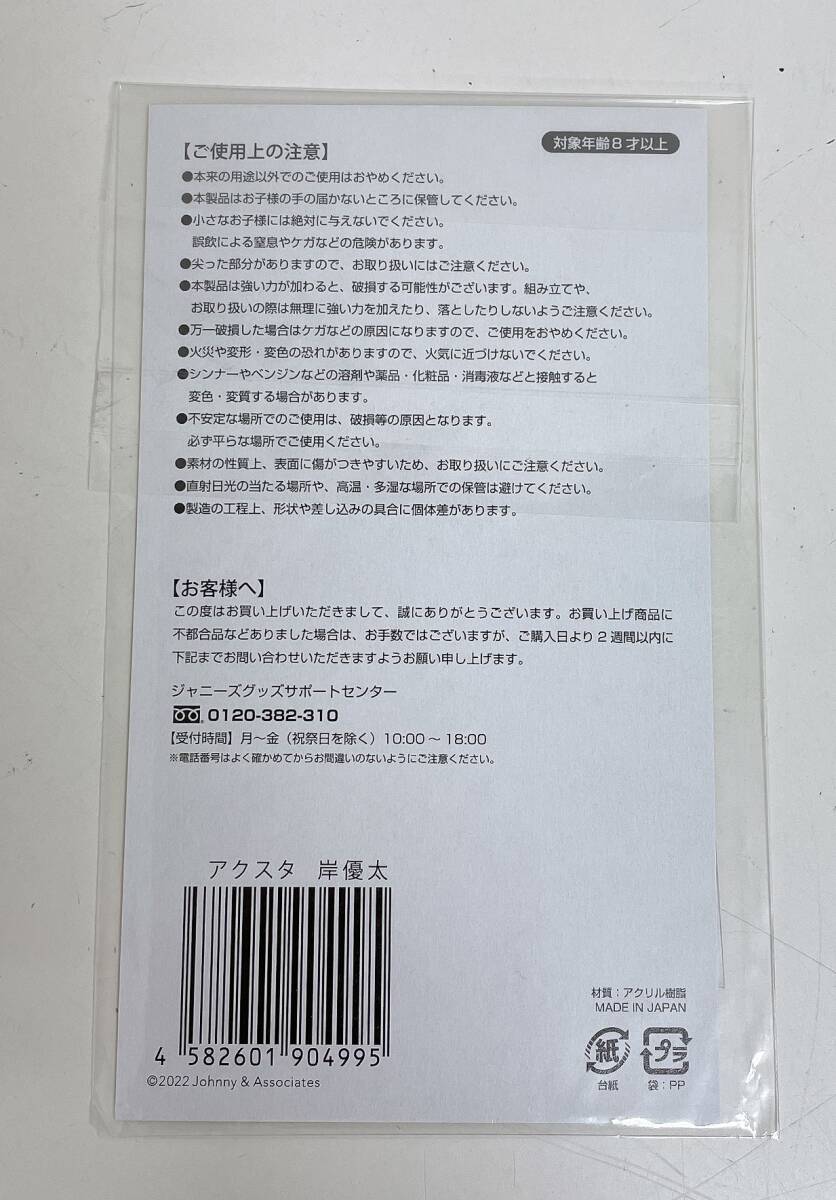 【ご使用上の注意】
対象年齢8才以上
●本来の用途以外でのご使用はおやめください。
●本製品はお子様の手の届かないところに保管してください。
●小さなお子様には絶対に与えないでください。
誤飲による窒息やケガなどの危険があります。
●尖った部分がありますので、お取り扱いにはご注意ください。
●本製品は強い力が加わると、破損する可能性がございます。組み立てや、
お取り扱いの際は無理に強い力を加えたり、落としたりしないようご注意ください。
●万一破損した場合はケガなどの原因になりますので、ご使用をおやめください。
●火災や変形・変色の恐れがありますので、火気に近づけないでください。
●シンナーやベンジンなどの溶剤や薬品・化粧品・消毒液などと接触すると
変色・変質する場合があります。
●不安定な場所でのご使用は、破損等の原因となります。
必ず平らな場所でご使用ください。
●素材の性質上、表面に傷がつきやすいため、お取り扱いにご注意ください。
●直射日光の当たる場所や、高温・多湿な場所での保管は避けてください。
●製造の工程上、形状や差し込みの具合に個体差があります。
【お客様へ】
この度はお買い上げいただきまして、誠にありがとうございます。お買い上げ商品に
不都合品などありました場合は、お手数ではございますが、ご購入日より2週間以内に
下記までお問い合わせいただきますようお願い申し上げます。
ジャニーズグッズサポートセンター
0120-382-310
【受付時間】月〜金（祝祭日を除く）10:00〜18:00
※電話番号はよく確かめてからお間違いのないようにご注意ください。
アクスタ 岸優太
4 582601 904995
©2022 Johnny & Associates
材質：アクリル樹脂
MADE IN JAPAN
紙 プラ
台紙 袋：PP